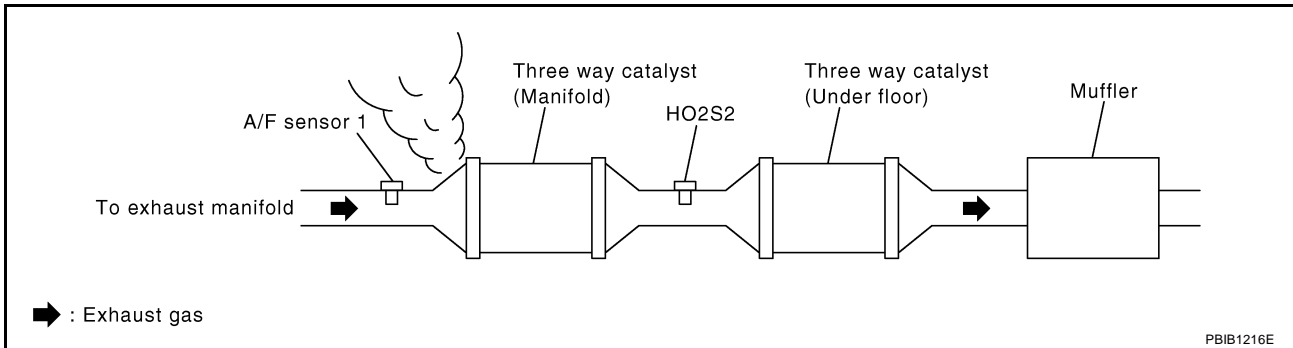 Three way catalyst
(Manifold)
Three way catalyst
(Under floor)
Muffler
A/F sensor 1
HO2S2
To exhaust manifold
: Exhaust gas
PBIB1216E